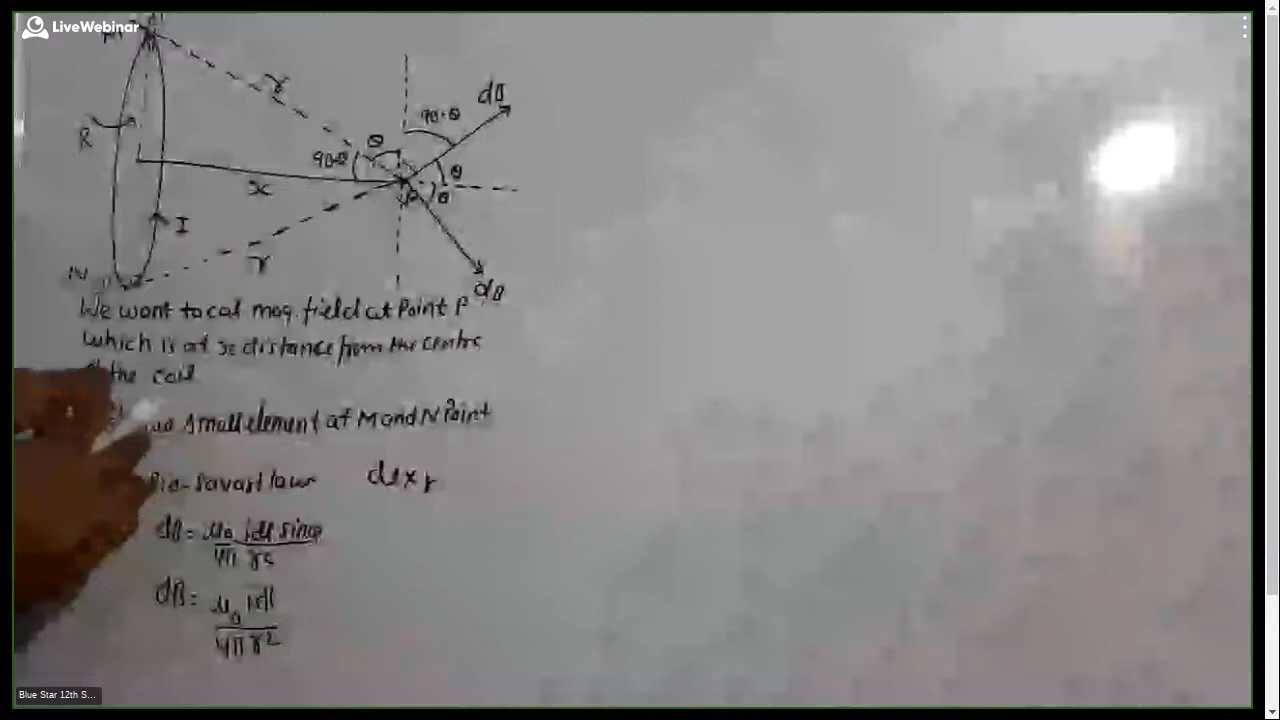 LiveWebinar
M
r
dB
90-θ
θ
90-θ
R
θ
x
P
θ
I
r
N
dB
We want to cal mag. field at Point P
which is at x distance from the centre
the coil
small element at M and N Point
Bio-Savart law dl x r
dB = μ0 idl sinφ
4π r2
dB = μ0 idl
4π r2
Blue Star 12th S...